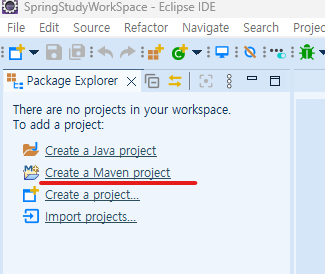 SpringStudyWorkSpace - Eclipse IDE
File Edit Source Refactor Navigate Search Project
Package Explorer
There are no projects in your workspace.
To add a project:
Create a Java project
Create a Maven project
Create a project...
Import projects...